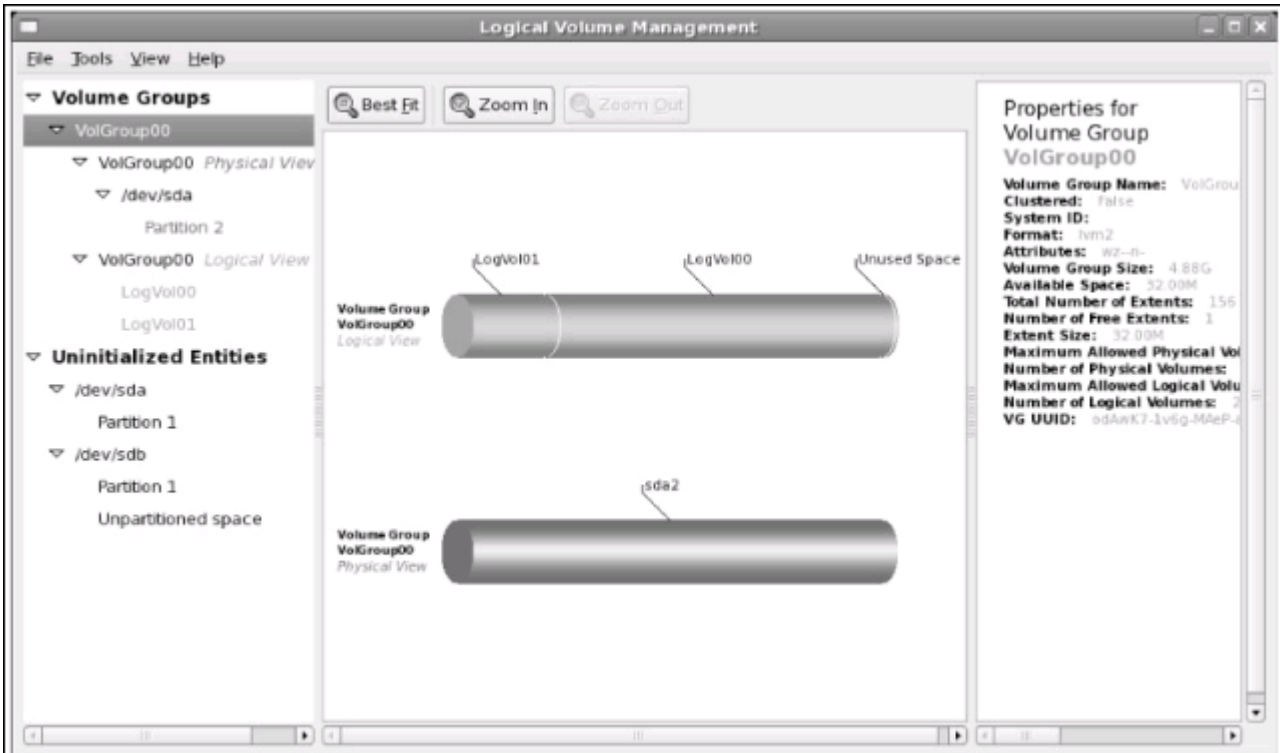 Logical Volume Management
File Tools View Help
Volume Groups
VolGroup00
VolGroup00 Physical View
/dev/sda
Partition 2
VolGroup00 Logical View
LogVol00
LogVol01
Uninitialized Entities
/dev/sda
Partition 1
/dev/sdb
Partition 1
Unpartitioned space
Best Fit
Zoom In
Zoom Out
LogVol01
LogVol00
Unused Space
Volume Group
VolGroup00
Logical View
sda2
Volume Group
VolGroup00
Physical View
Properties for
Volume Group
VolGroup00
Volume Group Name: VolGrou
Clustered: False
System ID:
Format: lvm2
Attributes: wz--n-
Volume Group Size: 4.88G
Available Space: 32.00M
Total Number of Extents: 156
Number of Free Extents: 1
Extent Size: 32.00M
Maximum Allowed Physical Vol
Number of Physical Volumes:
Maximum Allowed Logical Volu
Number of Logical Volumes: 2
VG UUID: odAwK7-1v6g-MAeP-